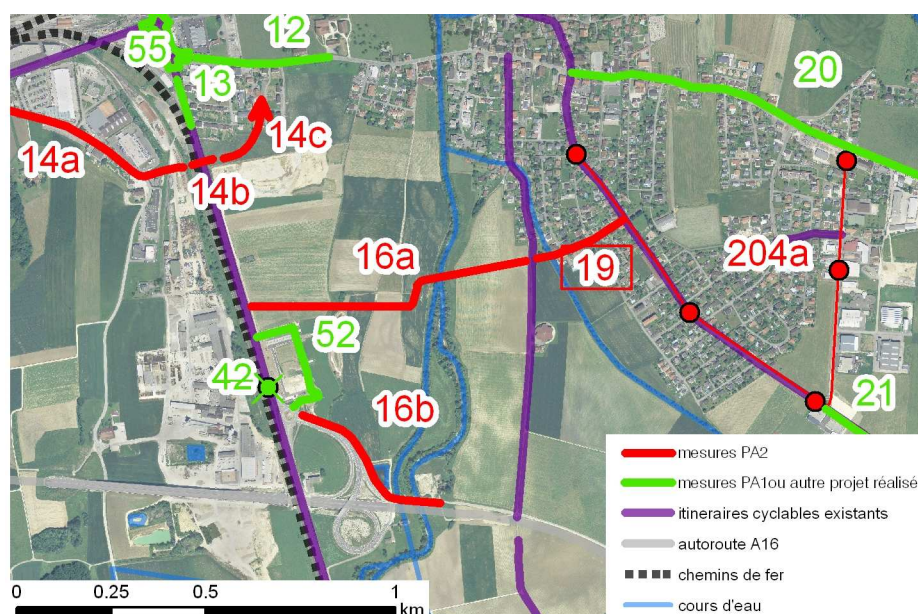 12
55
13
20
14a
14c
14b
16a
19
204a
52
42
16b
21
mesures PA2
mesures PA1ou autre projet réalisé
itineraires cyclables existants
autoroute A16
chemins de fer
cours d'eau
0 0.25 0.5 1
km